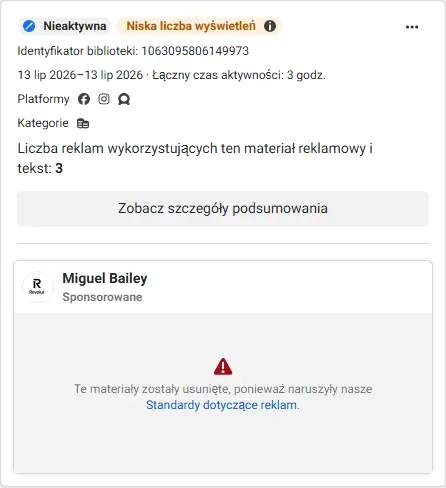 Nieaktywna Niska liczba wyświetleń
Identyfikator biblioteki: 1063095806149973
13 lip 2026–13 lip 2026 · Łączny czas aktywności: 3 godz.
Platformy
Kategorie
Liczba reklam wykorzystujących ten materiał reklamowy i
tekst: 3
Zobacz szczegóły podsumowania
R
Revolut
Miguel Bailey
Sponsorowane
Te materiały zostały usunięte, ponieważ naruszyły nasze
Standardy dotyczące reklam.